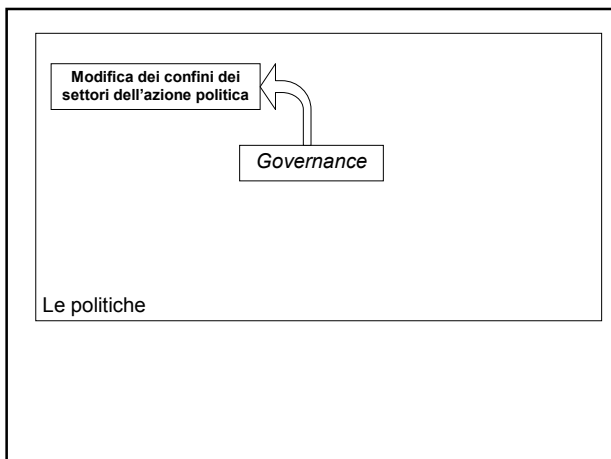 Modifica dei confini dei
settori dell'azione politica
Governance
Le politiche